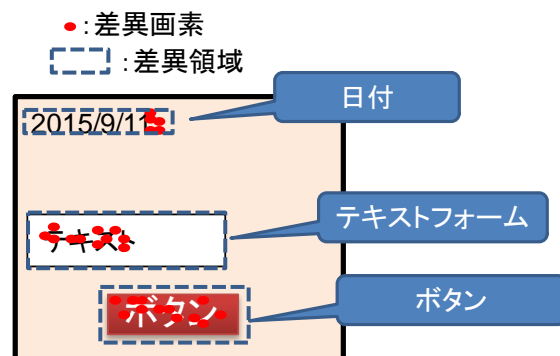 ：差異画素
：差異領域
日付
2015/9/11
テキストフォーム
テキスト
ボタン
ボタン